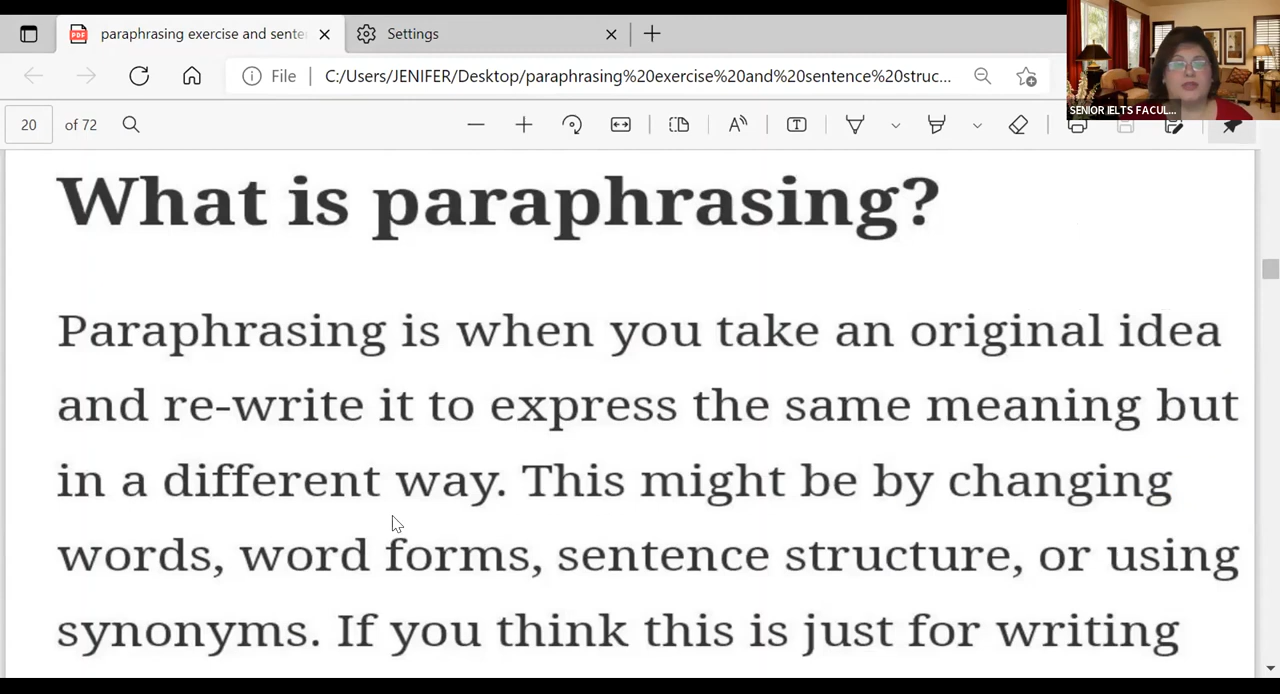 paraphrasing exercise and sente
Settings
File
C:/Users/JENIFER/Desktop/paraphrasing%20exercise%20and%20sentence%20struc...
SENIOR IELTS FACUL...
20 of 72
What is paraphrasing?
Paraphrasing is when you take an original idea
and re-write it to express the same meaning but
in a different way. This might be by changing
words, word forms, sentence structure, or using
synonyms. If you think this is just for writing